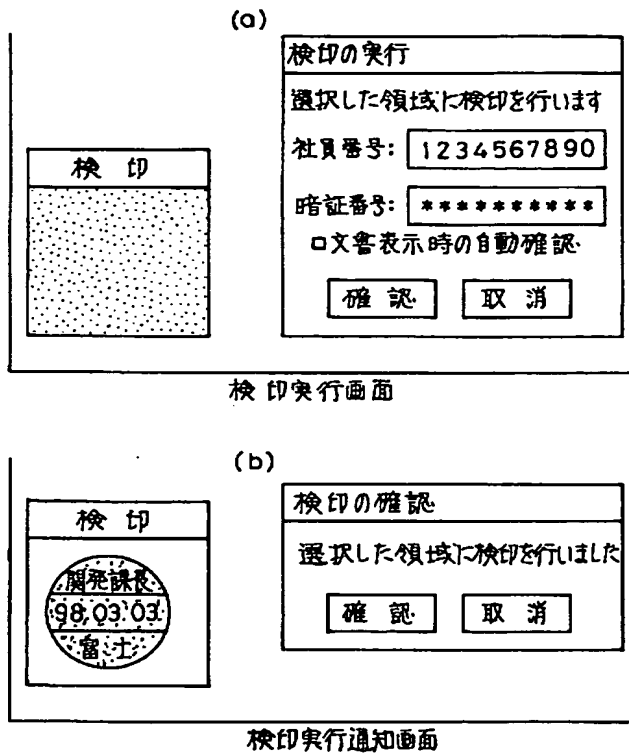 (a)
検印の実行
選択した領域に検印を行います
検 印
社員番号: 1234567890
暗証番号: **********
□文書表示時の自動確認
確 認
取 消
検印実行画面
(b)
検 印
開発課長
98.03.03
富 士
検印の確認
選択した領域に検印を行いました
確 認
取 消
検印実行通知画面